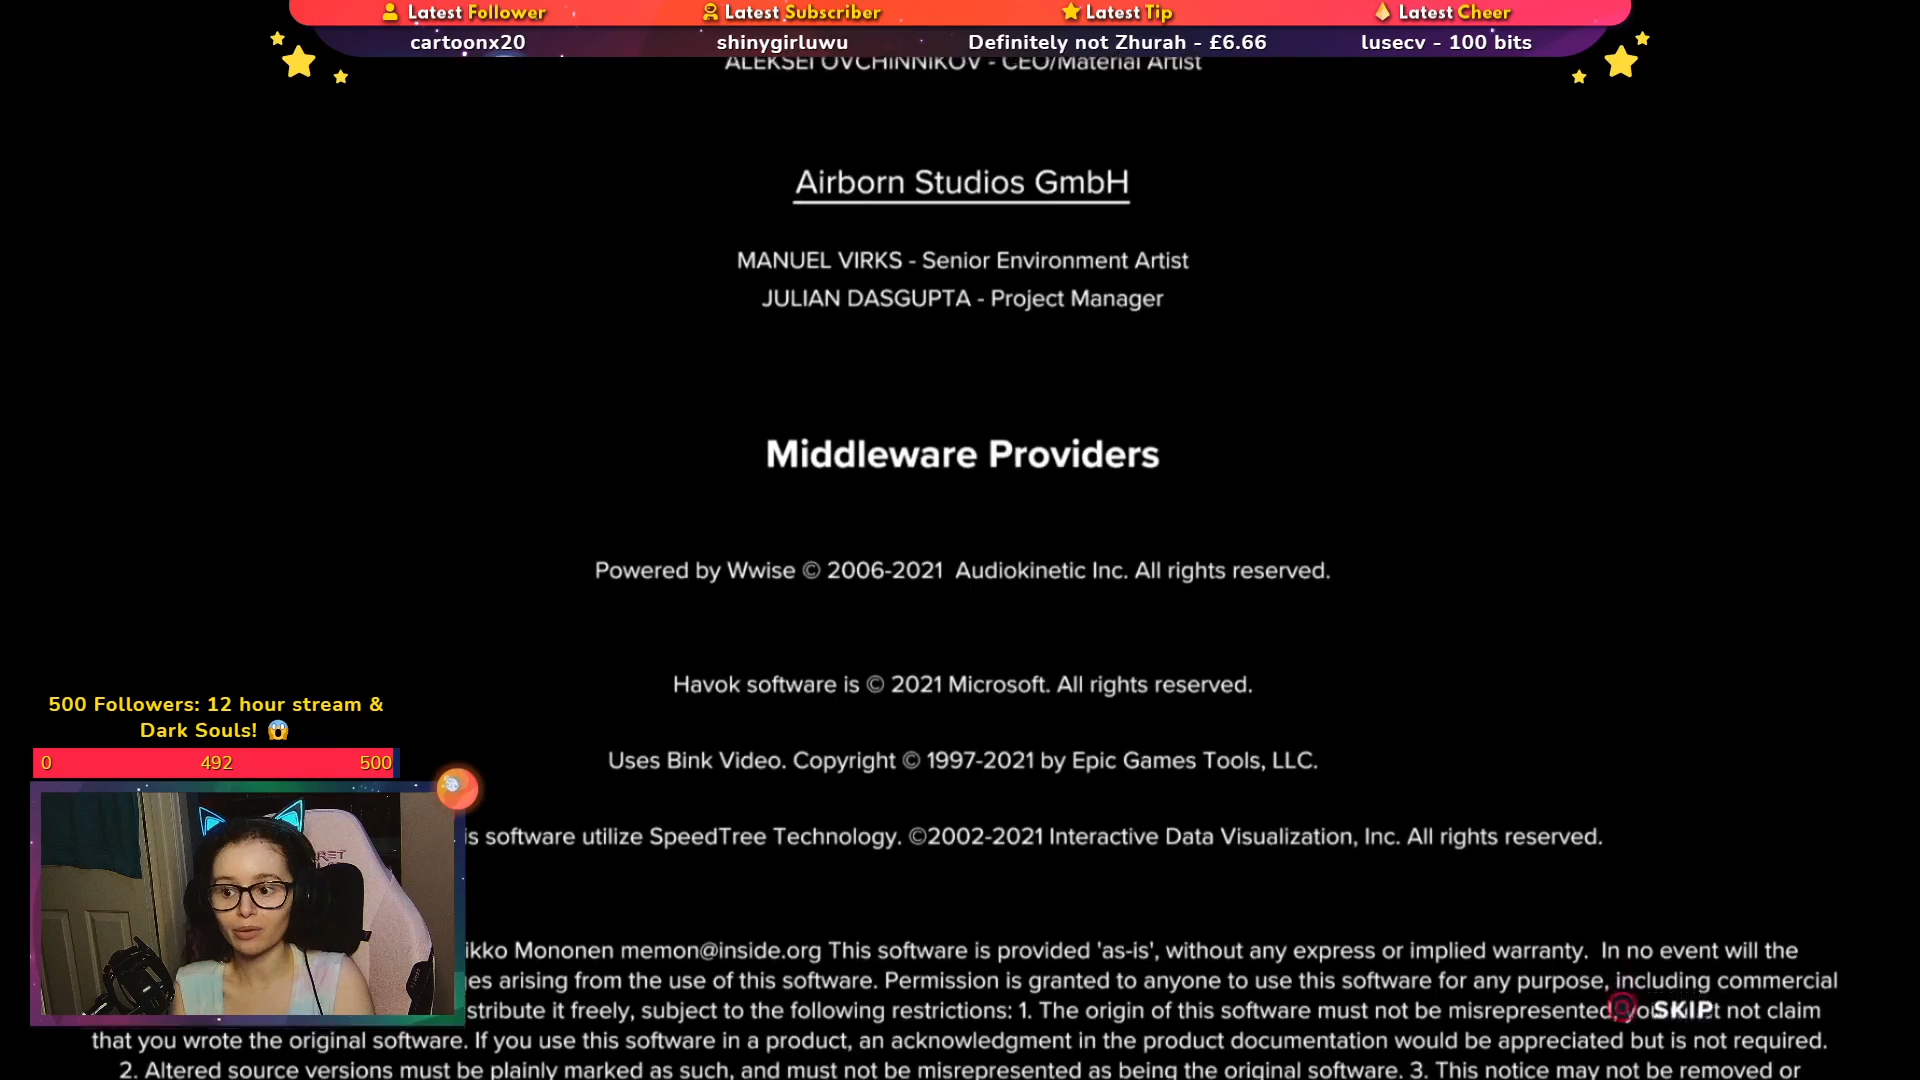 Latest Follower
Latest Subscriber
Latest Tip
Latest Cheer
cartoonx20
shinygirluwu
Definitely not Zhurah - £6.66
lusecv - 100 bits
ALEKSEI OVCHINNIKOV - CEO/Material Artist
Airborn Studios GmbH
MANUEL VIRKS - Senior Environment Artist
JULIAN DASGUPTA - Project Manager
Middleware Providers
Powered by Wwise © 2006-2021 Audiokinetic Inc. All rights reserved.
Havok software is © 2021 Microsoft. All rights reserved.
Uses Bink Video. Copyright © 1997-2021 by Epic Games Tools, LLC.
500 Followers: 12 hour stream &
Dark Souls! 😱
0 492 500
is software utilize SpeedTree Technology. ©2002-2021 Interactive Data Visualization, Inc. All rights reserved.
ikko Mononen memon@inside.org This software is provided 'as-is', without any express or implied warranty. In no event will the
es arising from the use of this software. Permission is granted to anyone to use this software for any purpose, including commercial
stribute it freely, subject to the following restrictions: 1. The origin of this software must not be misrepresented, not claim
SKIP
that you wrote the original software. If you use this software in a product, an acknowledgment in the product documentation would be appreciated but is not required.
2. Altered source versions must be plainly marked as such, and must not be misrepresented as being the original software. 3. This notice may not be removed or